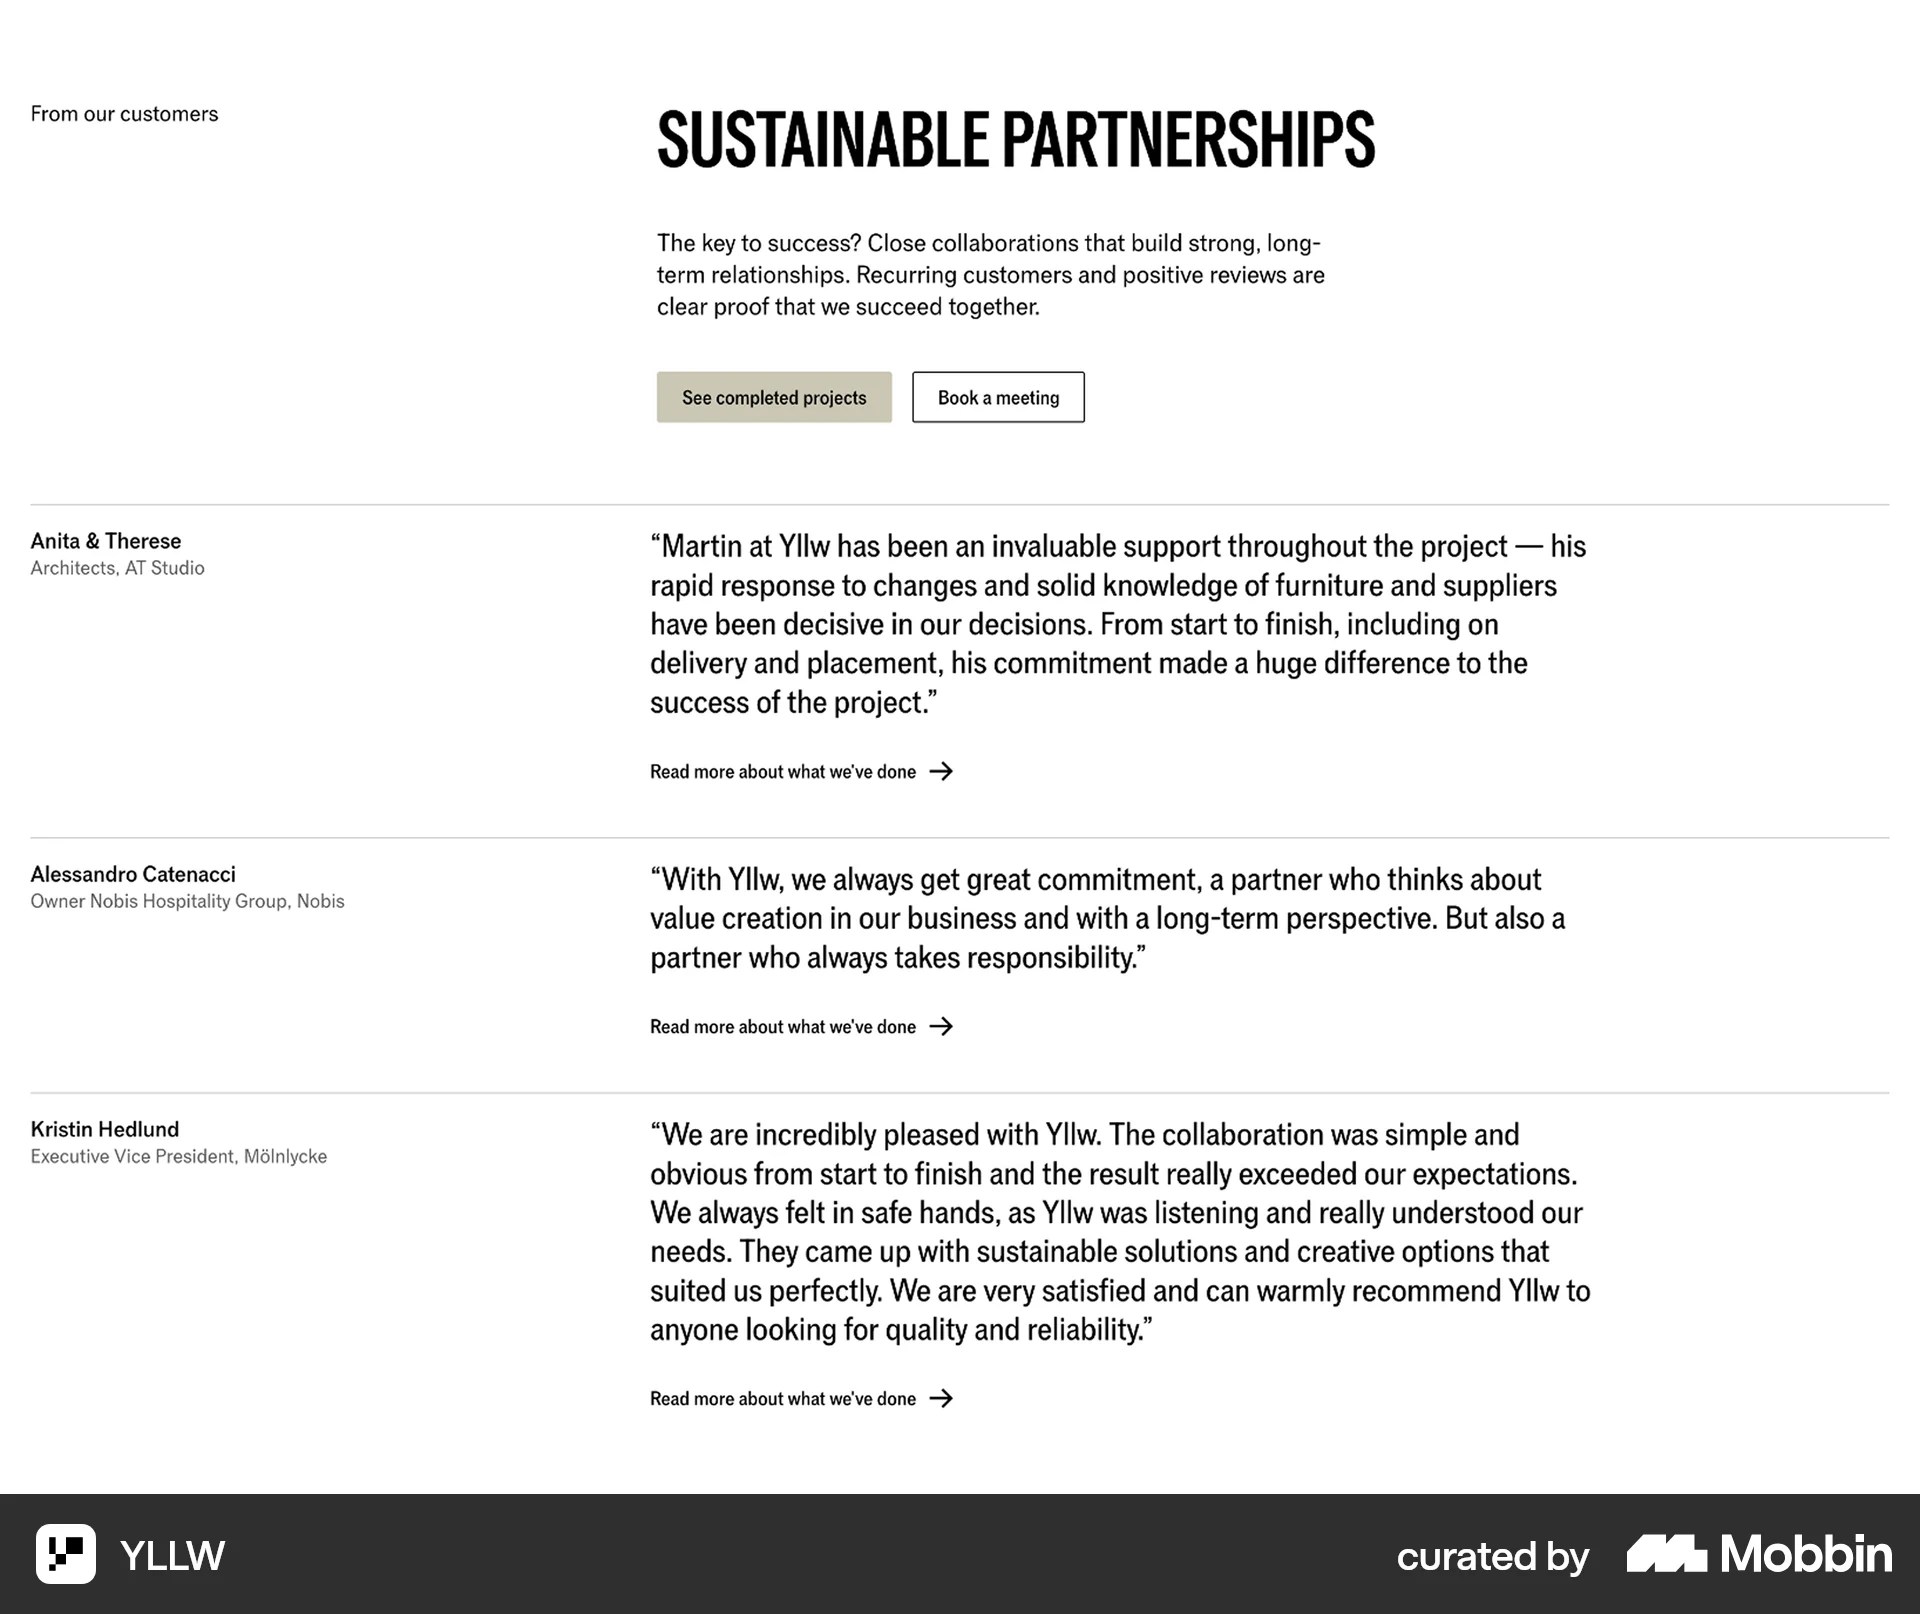 From our customers
SUSTAINABLE PARTNERSHIPS
The key to success? Close collaborations that build strong, long-
term relationships. Recurring customers and positive reviews are
clear proof that we succeed together.
See completed projects
Book a meeting
Anita & Therese
Architects, AT Studio
“Martin at Yllw has been an invaluable support throughout the project — his
rapid response to changes and solid knowledge of furniture and suppliers
have been decisive in our decisions. From start to finish, including on
delivery and placement, his commitment made a huge difference to the
success of the project.”
Read more about what we've done
Alessandro Catenacci
Owner Nobis Hospitality Group, Nobis
“With Yllw, we always get great commitment, a partner who thinks about
value creation in our business and with a long-term perspective. But also a
partner who always takes responsibility.”
Read more about what we've done
Kristin Hedlund
Executive Vice President, Mölnlycke
“We are incredibly pleased with Yllw. The collaboration was simple and
obvious from start to finish and the result really exceeded our expectations.
We always felt in safe hands, as Yllw was listening and really understood our
needs. They came up with sustainable solutions and creative options that
suited us perfectly. We are very satisfied and can warmly recommend Yllw to
anyone looking for quality and reliability.”
Read more about what we've done
YLLW
curated by Mobbin